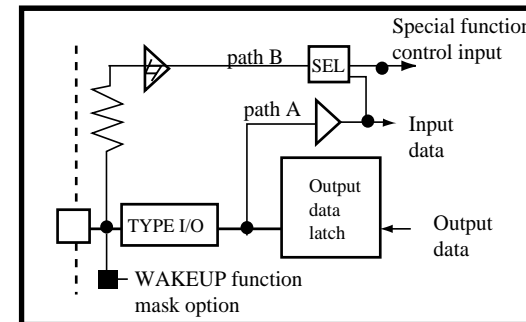 Special function
control input
path B
SEL
path A
Input
data
Output
data
latch
TYPE I/O
Output
data
WAKEUP function
mask option